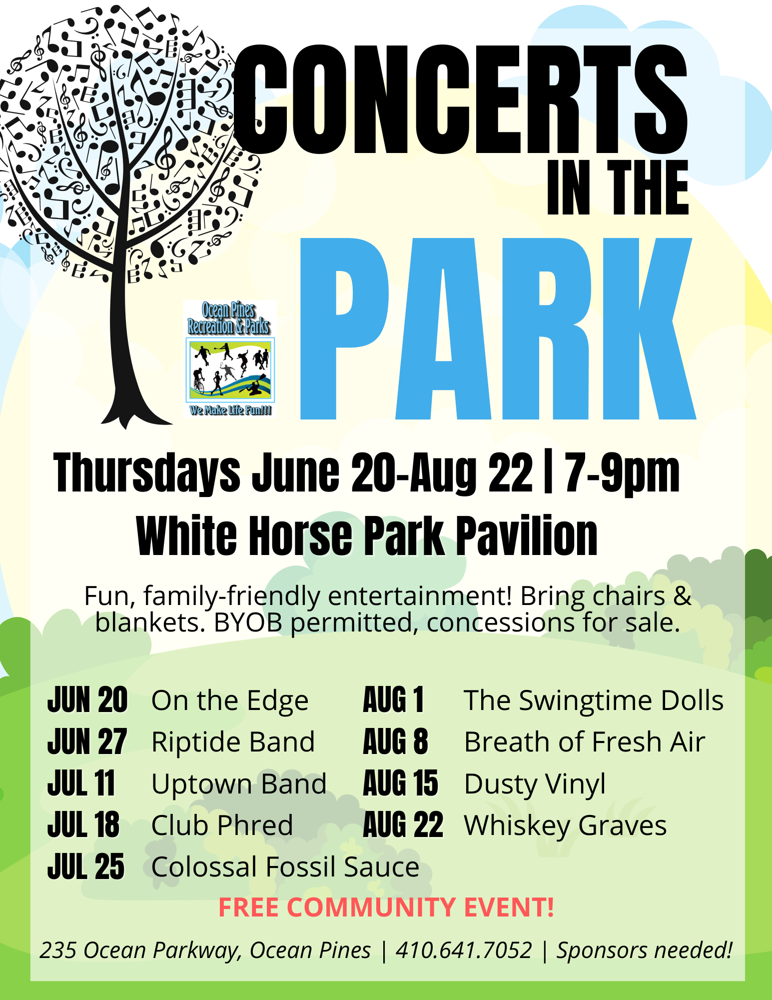 CONCERTS
IN THE
PARK
Ocean Pines
Recreation & Parks
We Make Life Fun!!!
Thursdays June 20-Aug 22 | 7-9pm
White Horse Park Pavilion
Fun, family-friendly entertainment! Bring chairs &
blankets. BYOB permitted, concessions for sale.
JUN 20 On the Edge
JUN 27 Riptide Band
JUL 11 Uptown Band
JUL 18 Club Phred
JUL 25 Colossal Fossil Sauce
AUG 1 The Swingtime Dolls
AUG 8 Breath of Fresh Air
AUG 15 Dusty Vinyl
AUG 22 Whiskey Graves
FREE COMMUNITY EVENT!
235 Ocean Parkway, Ocean Pines | 410.641.7052 | Sponsors needed!